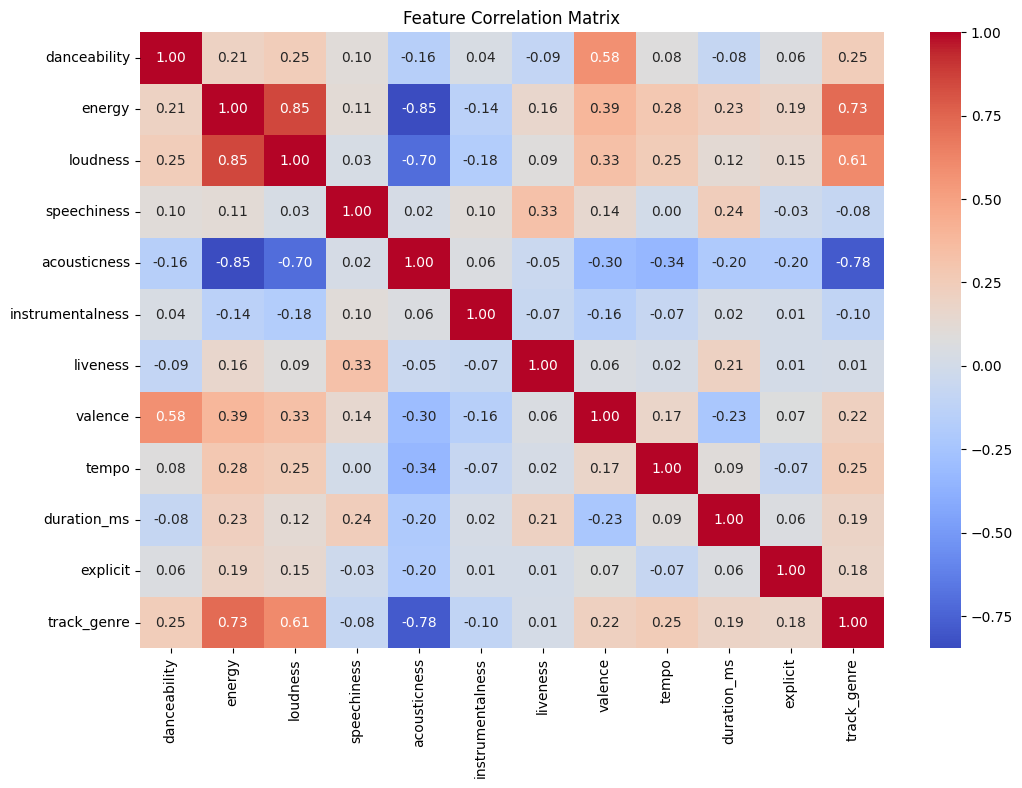 Feature Correlation Matrix
danceability 1.00 0.21 0.25 0.10 -0.16 0.04 -0.09 0.58 0.08 -0.08 0.06 0.25
energy 0.21 1.00 0.85 0.11 -0.85 -0.14 0.16 0.39 0.28 0.23 0.19 0.73
loudness 0.25 0.85 1.00 0.03 -0.70 -0.18 0.09 0.33 0.25 0.12 0.15 0.61
speechiness 0.10 0.11 0.03 1.00 0.02 0.10 0.33 0.14 0.00 0.24 -0.03 -0.08
acousticness -0.16 -0.85 -0.70 0.02 1.00 0.06 -0.05 -0.30 -0.34 -0.20 -0.20 -0.78
instrumentalness 0.04 -0.14 -0.18 0.10 0.06 1.00 -0.07 -0.16 -0.07 0.02 0.01 -0.10
liveness -0.09 0.16 0.09 0.33 -0.05 -0.07 1.00 0.06 0.02 0.21 0.01 0.01
valence 0.58 0.39 0.33 0.14 -0.30 -0.16 0.06 1.00 0.17 -0.23 0.07 0.22
tempo 0.08 0.28 0.25 0.00 -0.34 -0.07 0.02 0.17 1.00 0.09 -0.07 0.25
duration_ms -0.08 0.23 0.12 0.24 -0.20 0.02 0.21 -0.23 0.09 1.00 0.06 0.19
explicit 0.06 0.19 0.15 -0.03 -0.20 0.01 0.01 0.07 -0.07 0.06 1.00 0.18
track_genre 0.25 0.73 0.61 -0.08 -0.78 -0.10 0.01 0.22 0.25 0.19 0.18 1.00
danceability
energy
loudness
speechiness
acousticness
instrumentalness
liveness
valence
tempo
duration_ms
explicit
track_genre
1.00
0.75
0.50
0.25
0.00
−0.25
−0.50
−0.75